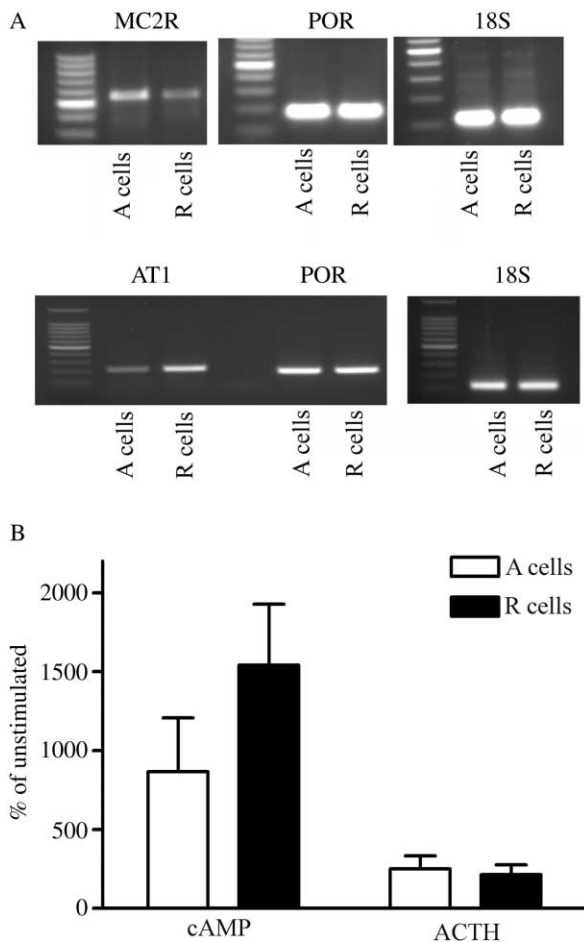 A
MC2R POR 18S
A cells R cells A cells R cells A cells R cells
AT1 POR 18S
A cells R cells A cells R cells A cells R cells
B
A cells
R cells
2000
1500
1000
500
0
% of unstimulated
cAMP ACTH